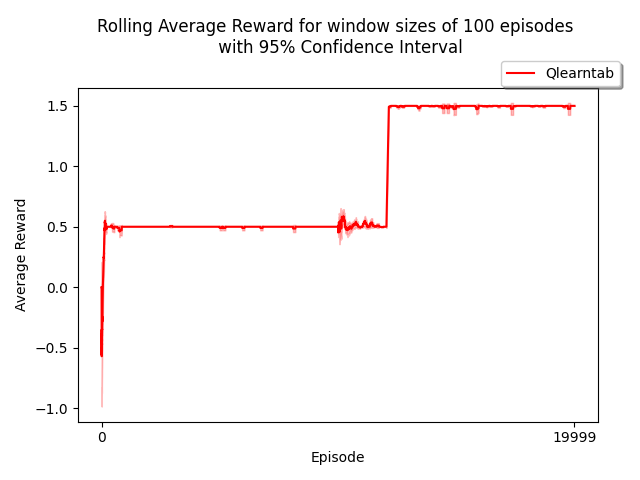 Rolling Average Reward for window sizes of 100 episodes
with 95% Confidence Interval
Qlearntab
1.5
1.0
0.5
0.0
−0.5
−1.0
Average Reward
0
19999
Episode